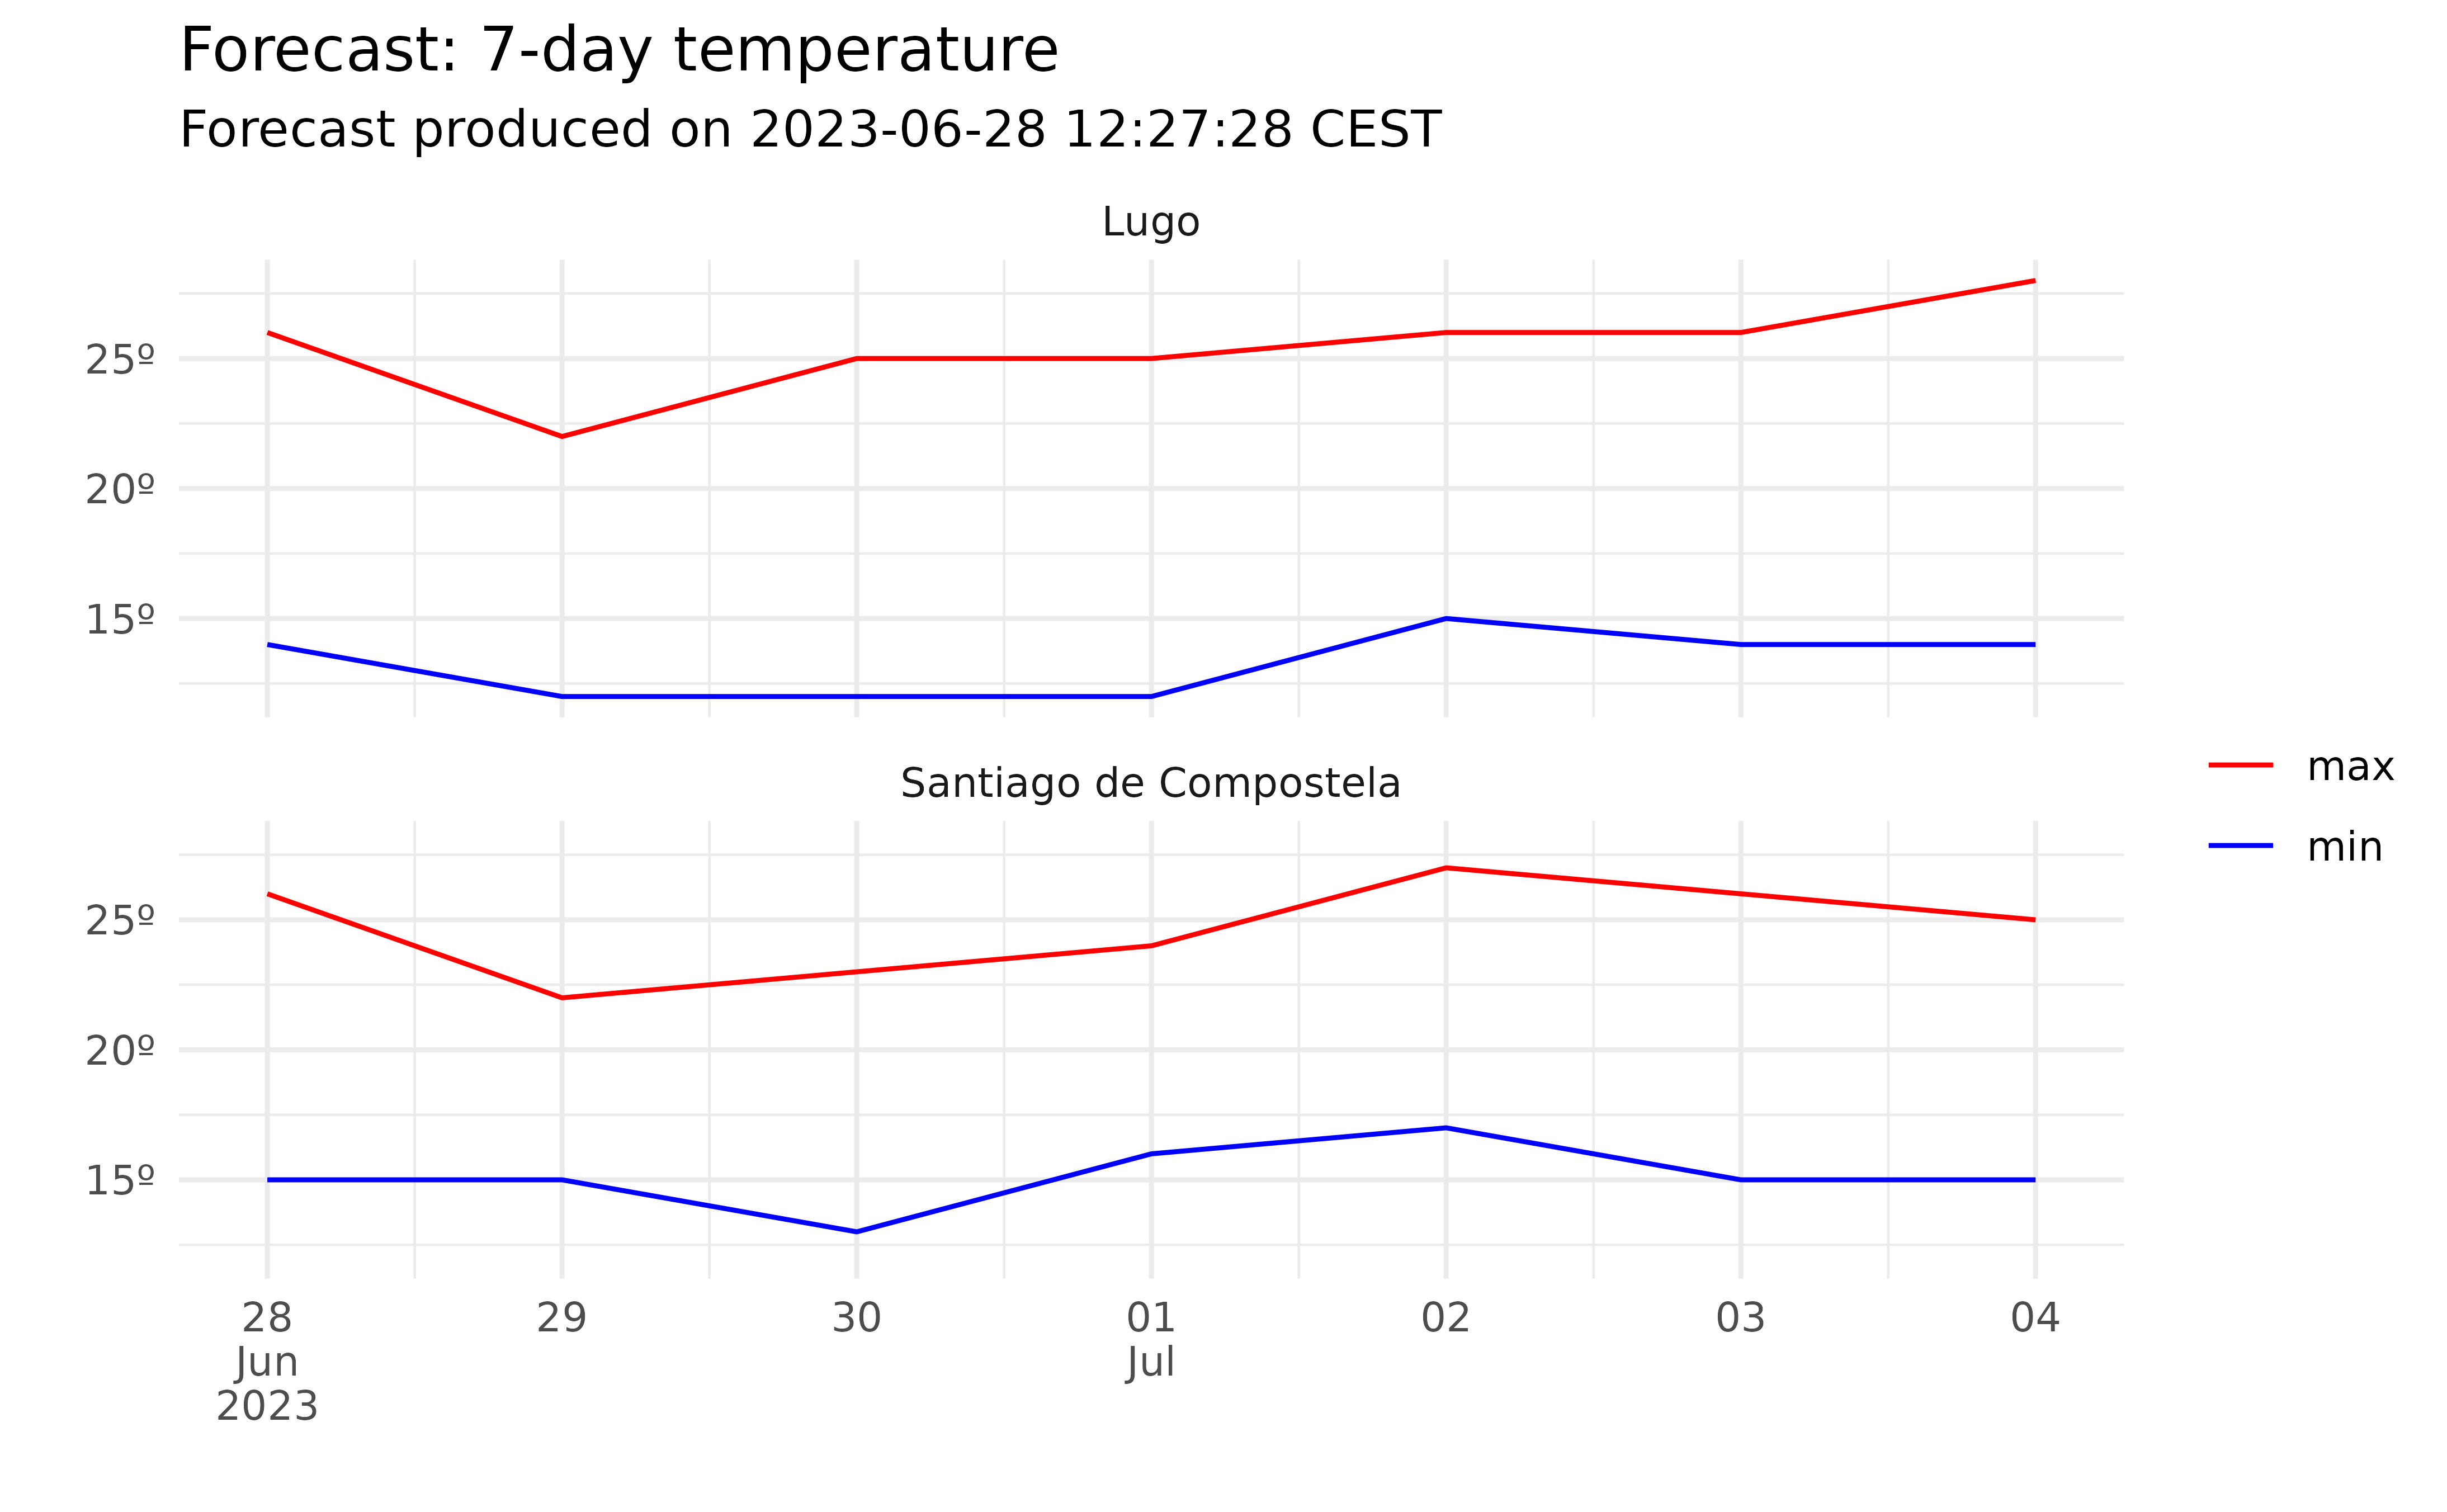 Forecast: 7-day temperature
Forecast produced on 2023-06-28 12:27:28 CEST
Lugo
25º
20º
15º
Santiago de Compostela
25º
20º
15º
28 29 30 01 02 03 04
Jun Jul
2023
max
min